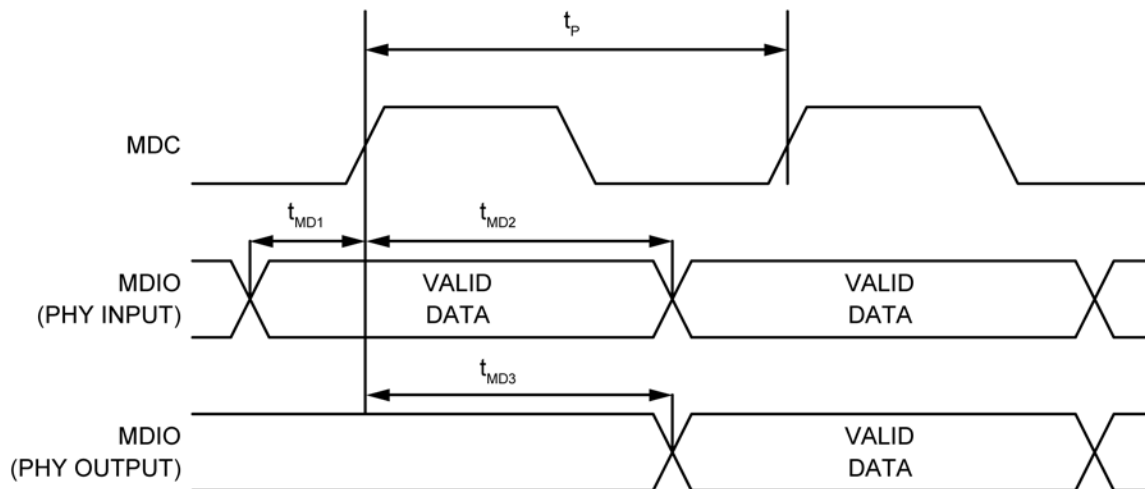 tP
MDC
tMD1
tMD2
MDIO
(PHY INPUT)
VALID
DATA
VALID
DATA
tMD3
MDIO
(PHY OUTPUT)
VALID
DATA